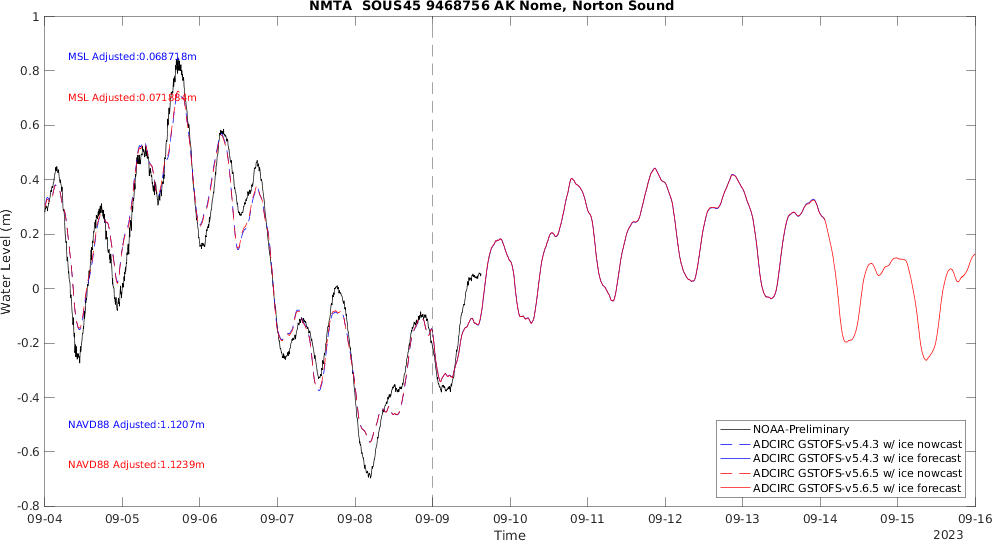 NMTA SOUS45 9468756 AK Nome, Norton Sound
1
0.8
0.6
0.4
0.2
0
-0.2
-0.4
-0.6
-0.8
Water Level (m)
MSL Adjusted:0.068718m
MSL Adjusted:0.071884m
NAVD88 Adjusted:1.1207m
NAVD88 Adjusted:1.1239m
NOAA-Preliminary
ADCIRC GSTOFS-v5.4.3 w/ ice nowcast
ADCIRC GSTOFS-v5.4.3 w/ ice forecast
ADCIRC GSTOFS-v5.6.5 w/ ice nowcast
ADCIRC GSTOFS-v5.6.5 w/ ice forecast
09-04 09-05 09-06 09-07 09-08 09-09 09-10 09-11 09-12 09-13 09-14 09-15 09-16
Time
2023